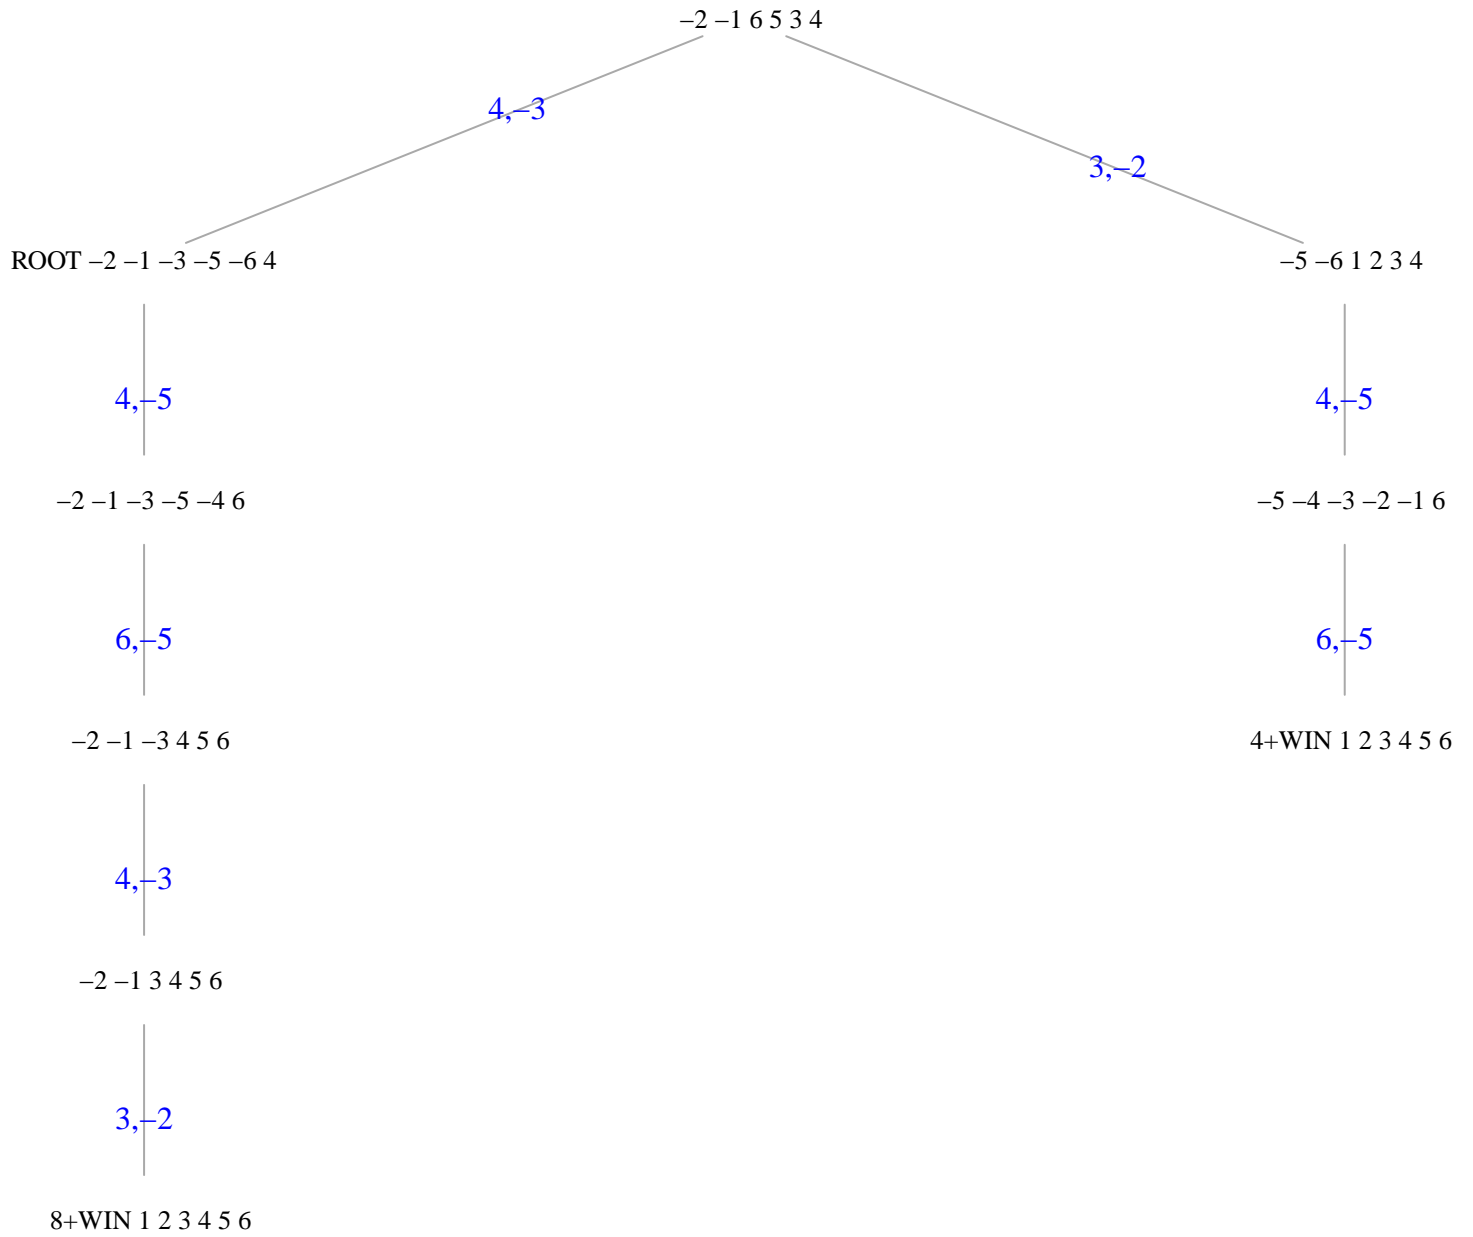 –2 –1 6 5 3 4
4,–3
3,–2
ROOT –2 –1 –3 –5 –6 4
–5 –6 1 2 3 4
4,–5
4,–5
–2 –1 –3 –5 –4 6
–5 –4 –3 –2 –1 6
6,–5
6,–5
–2 –1 –3 4 5 6
4+WIN 1 2 3 4 5 6
4,–3
–2 –1 3 4 5 6
3,–2
8+WIN 1 2 3 4 5 6